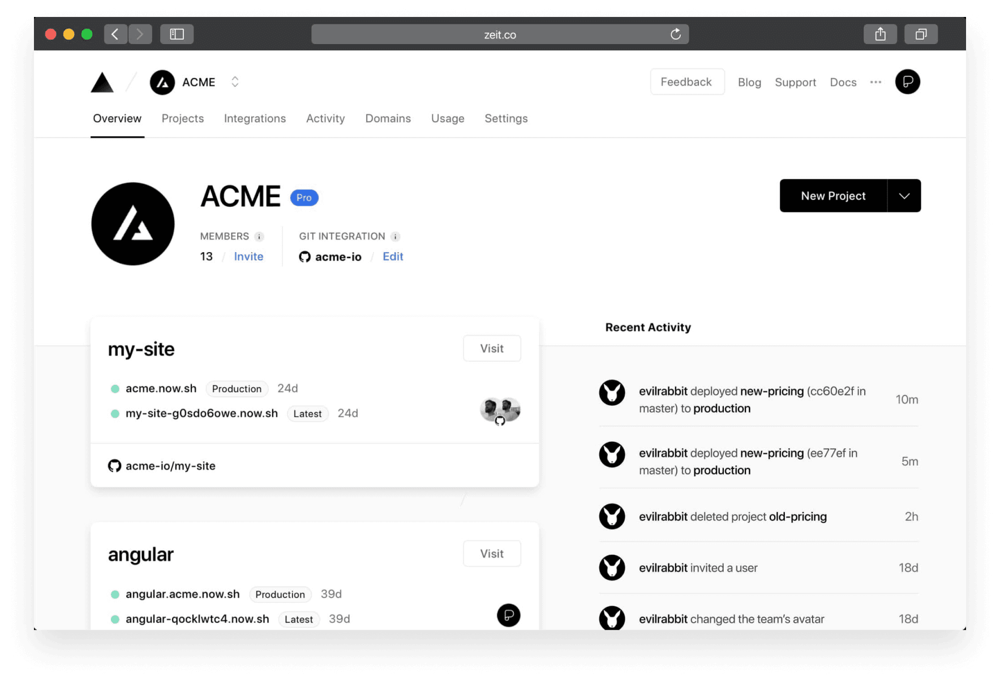 zeit.co
ACME
Feedback Blog Support Docs
Overview Projects Integrations Activity Domains Usage Settings
ACME Pro
New Project
MEMBERS GIT INTEGRATION
13 / Invite acme-io / Edit
my-site
Visit
acme.now.sh Production 24d
my-site-g0sdo6owe.now.sh Latest 24d
acme-io/my-site
angular
Visit
angular.acme.now.sh Production 39d
angular-qocklwtc4.now.sh Latest 39d
Recent Activity
evilrabbit deployed new-pricing (cc60e2f in
master) to production
10m
evilrabbit deployed new-pricing (ee77ef in
master) to production
5m
evilrabbit deleted project old-pricing 2h
evilrabbit invited a user 18d
evilrabbit changed the team’s avatar 18d